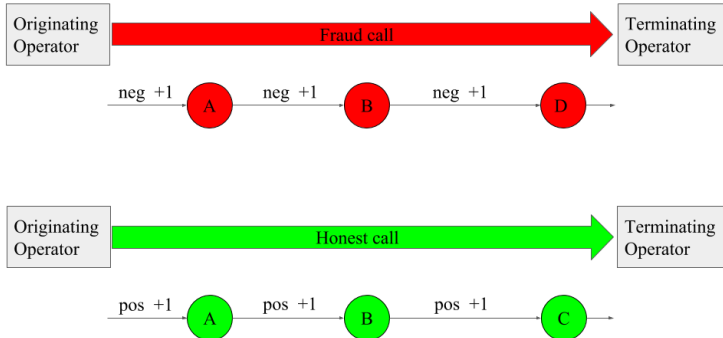 Originating
Operator
Fraud call
Terminating
Operator
neg +1
A
neg +1
B
neg +1
D
Originating
Operator
Honest call
Terminating
Operator
pos +1
A
pos +1
B
pos +1
C